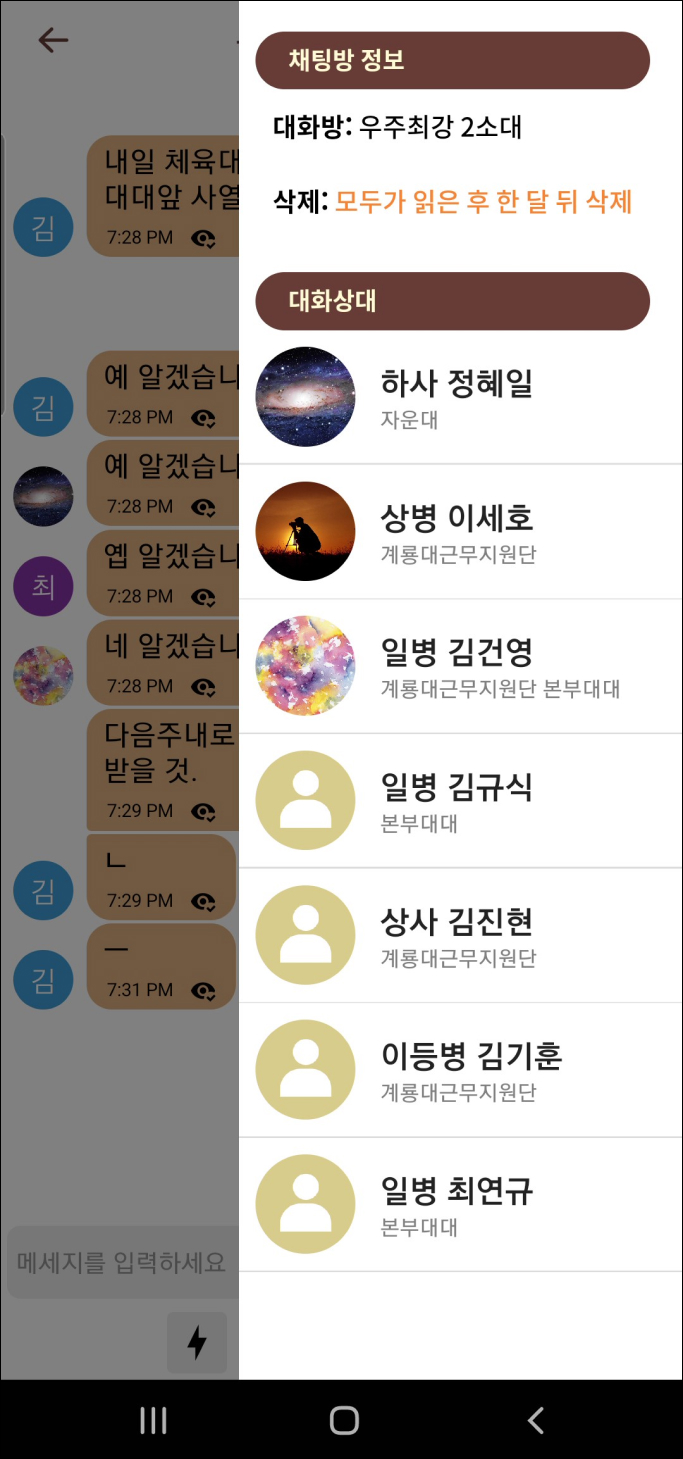 채팅방 정보
대화방: 우주최강 2소대
삭제: 모두가 읽은 후 한 달 뒤 삭제
대화상대
하사 정혜일
자운대
상병 이세호
계룡대근무지원단
일병 김건영
계룡대근무지원단 본부대대
일병 김규식
본부대대
상사 김진현
계룡대근무지원단
이등병 김기훈
계룡대근무지원단
일병 최연규
본부대대
내일 체육대
대대앞 사열
김
7:28 PM
예 알겠습니
김
7:28 PM
예 알겠습니
7:28 PM
옙 알겠습니
최
7:28 PM
네 알겠습니
7:28 PM
다음주내로
받을 것.
7:29 PM
ㄴ
김
7:29 PM
ㅡ
김
7:31 PM
메세지를 입력하세요